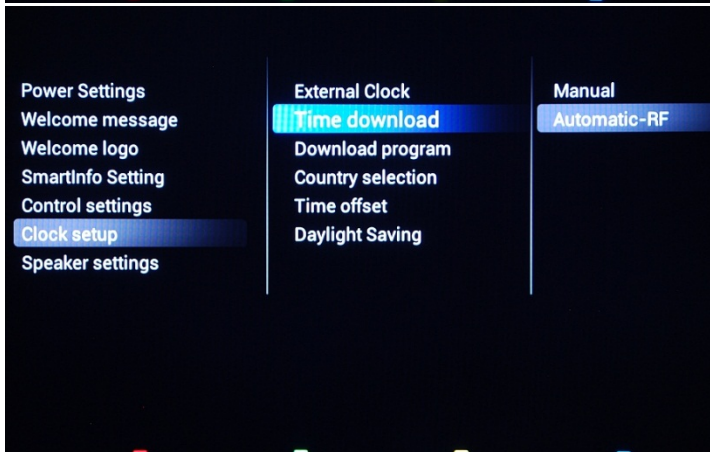 Power Settings
Welcome message
Welcome logo
SmartInfo Setting
Control settings
Clock setup
Speaker settings
External Clock
Time download
Download program
Country selection
Time offset
Daylight Saving
Manual
Automatic-RF